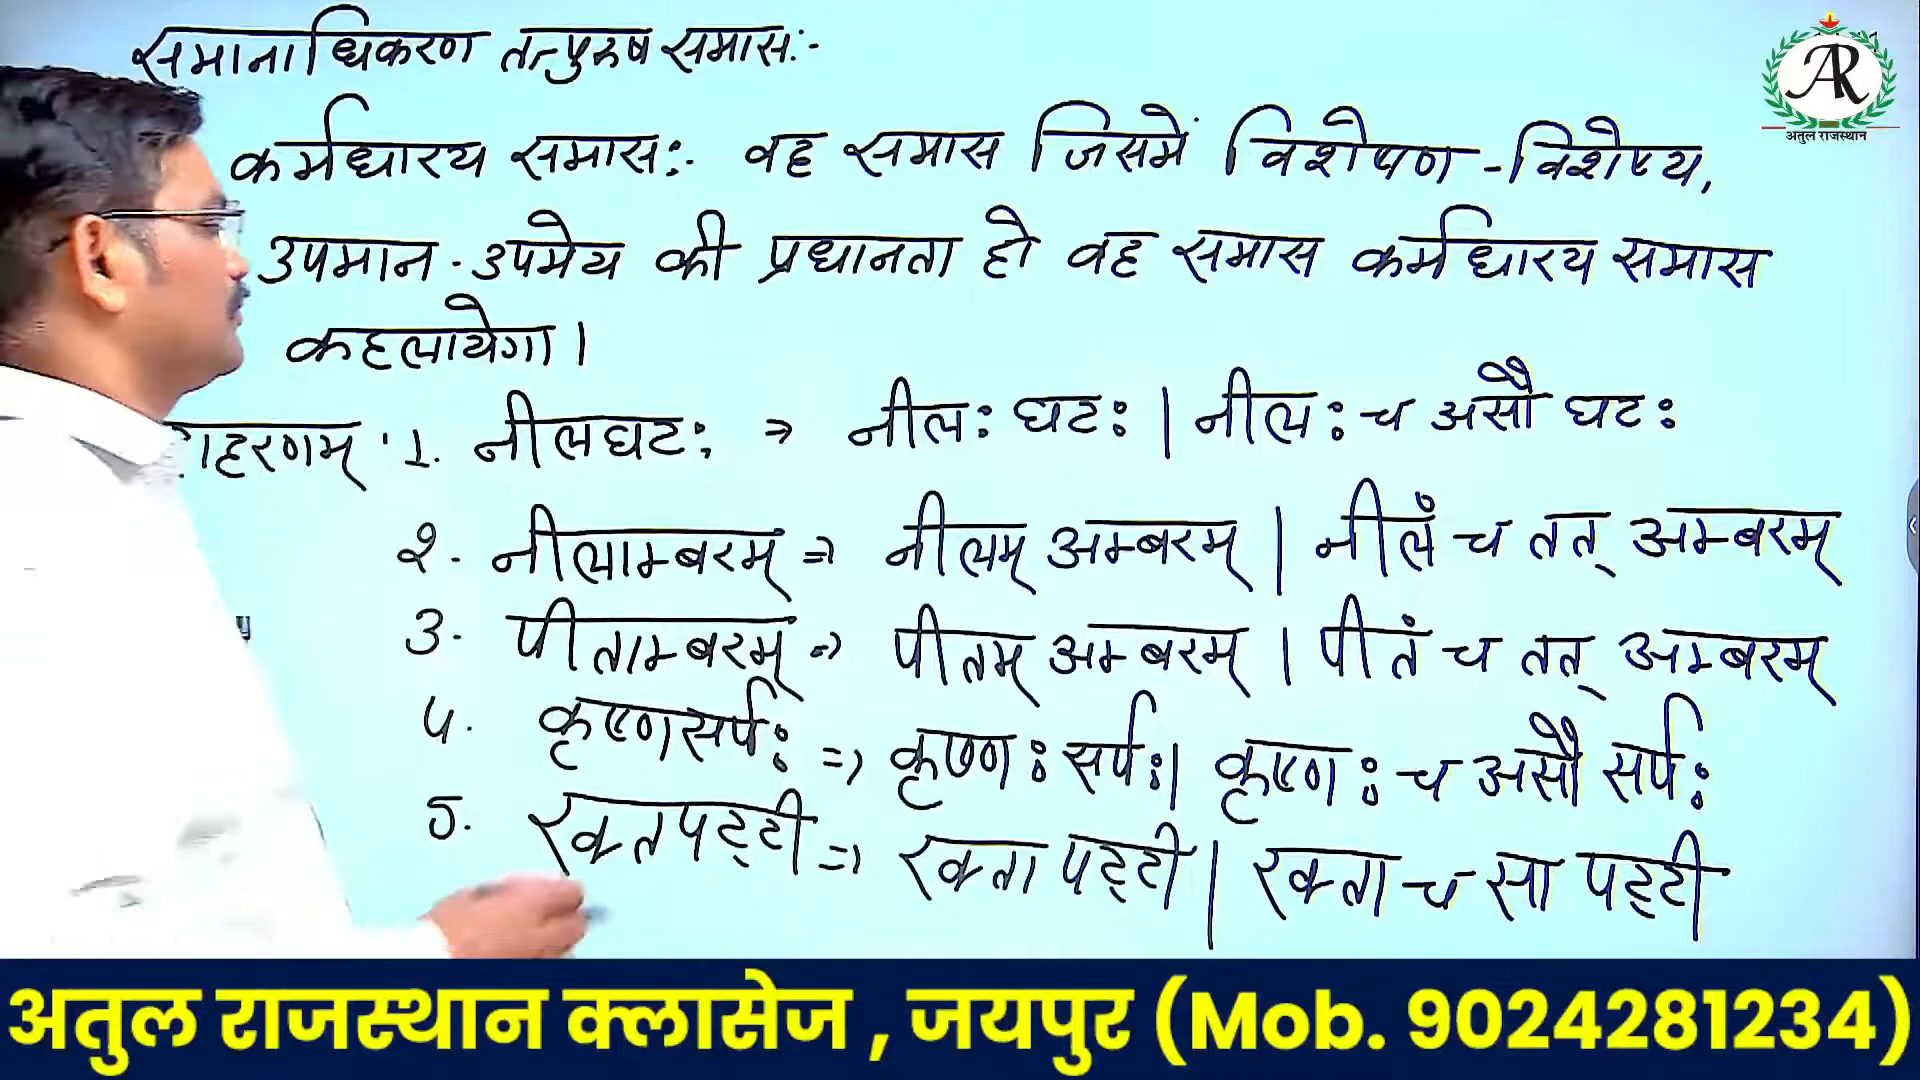 समानाधिकरण तत्पुरुष समास:-
कर्मधारय समास:- वह समास जिसमें विशेषण - विशेष्य,
उपमान - उपमेय की प्रधानता हो वह समास कर्मधारय समास
कहलायेगा।
ाहरणम् 1. नीलघटः ⇒ नीलः घटः | नीलः च असौ घटः
2. नीलाम्बरम् ⇒ नीलम् अम्बरम् | नीलं च तत् अम्बरम्
3. पीताम्बरम् ⇒ पीतम् अम्बरम् | पीतं च तत् अम्बरम्
4. कृष्णसर्पः ⇒ कृष्णः सर्पः | कृष्णः च असौ सर्पः
5. रक्तपट्टी ⇒ रक्ता पट्टी | रक्ता च सा पट्टी
AR
अतुल राजस्थान
अतुल राजस्थान क्लासेज , जयपुर (Mob. 9024281234)